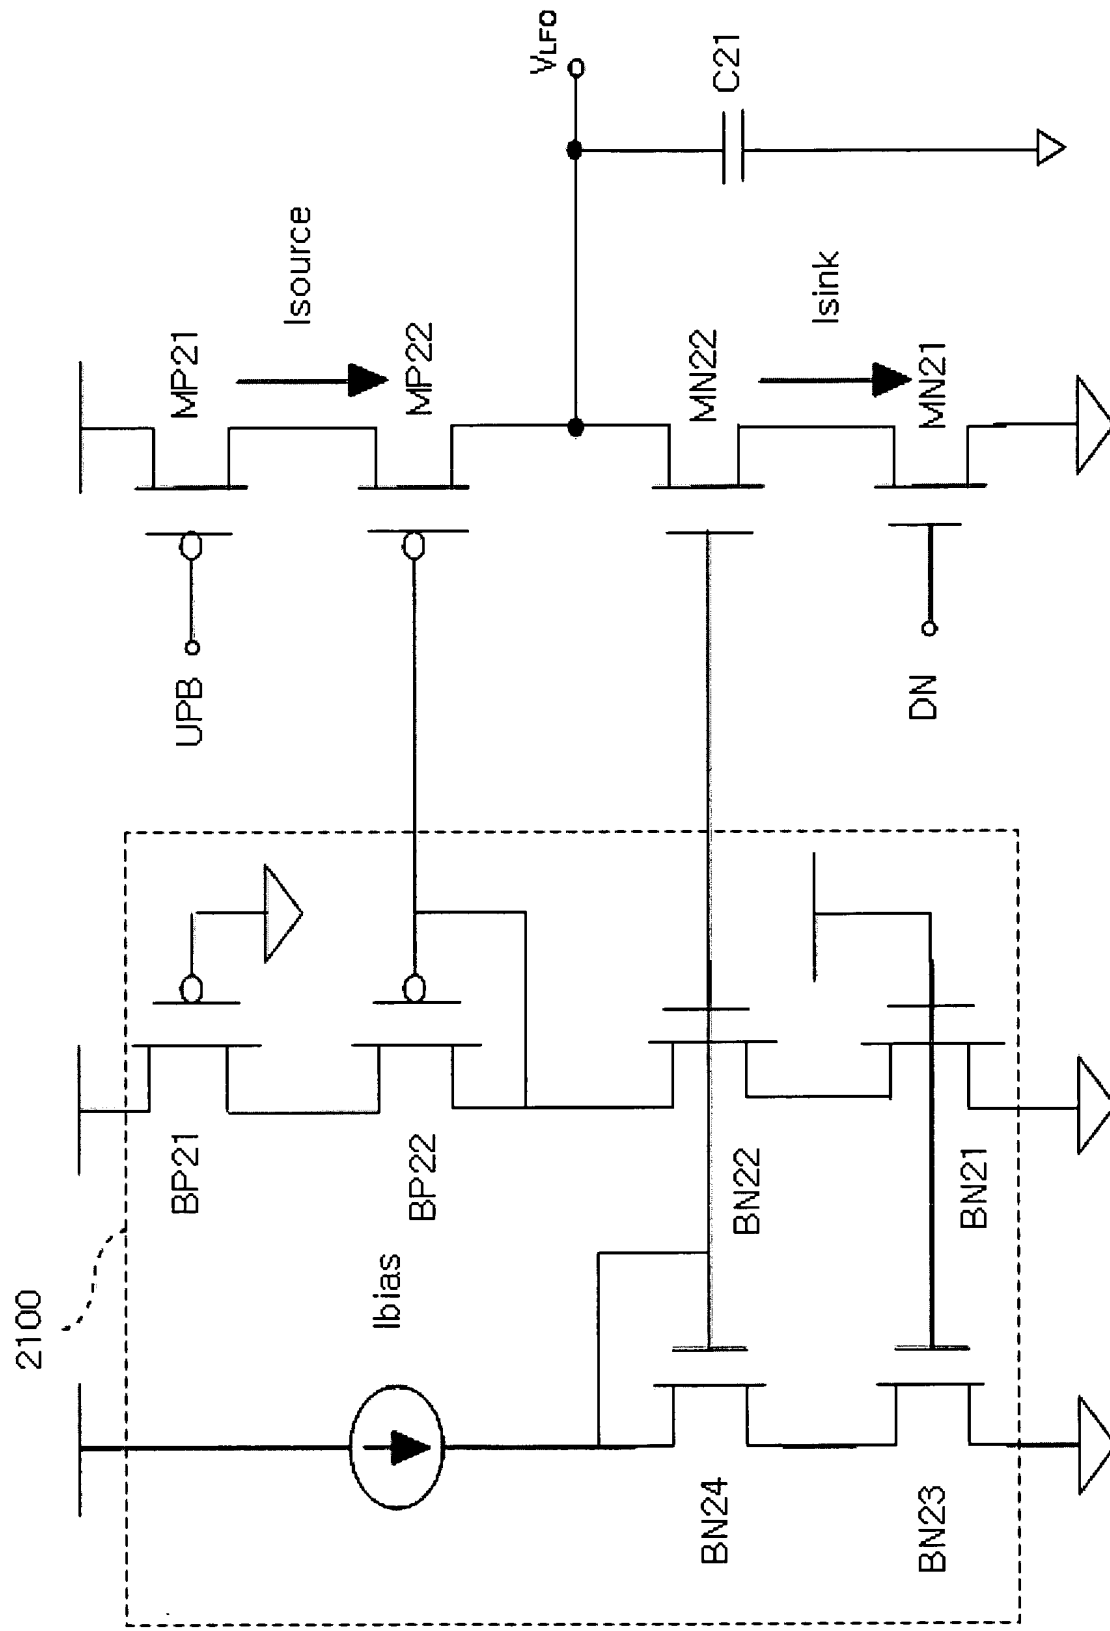 2100
Ibias
BN24
BN23
BP21
BP22
BN22
BN21
UPB
DN
MP21
MP22
MN22
MN21
Isource
Isink
VLFO
C21